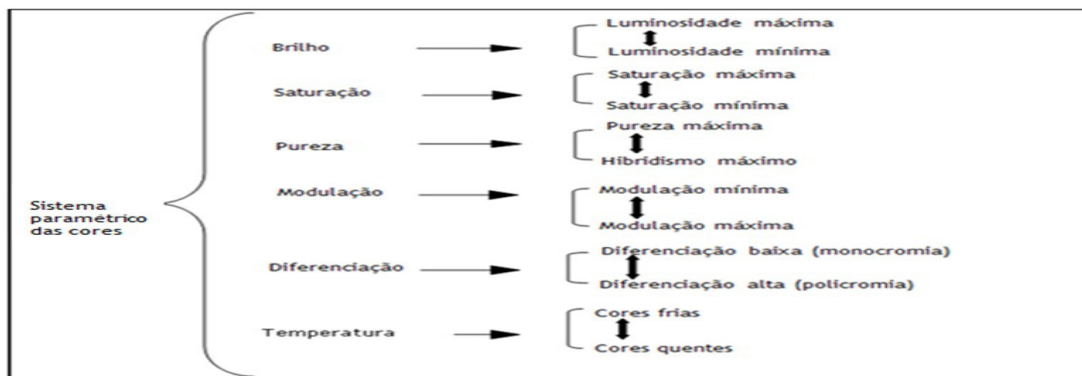 Sistema
paramétrico
das cores
Brilho
Luminosidade máxima
Luminosidade mínima
Saturação
Saturação máxima
Saturação mínima
Pureza
Pureza máxima
Hibridismo máximo
Modulação
Modulação mínima
Modulação máxima
Diferenciação
Diferenciação baixa (monocromia)
Diferenciação alta (policromia)
Temperatura
Cores frias
Cores quentes